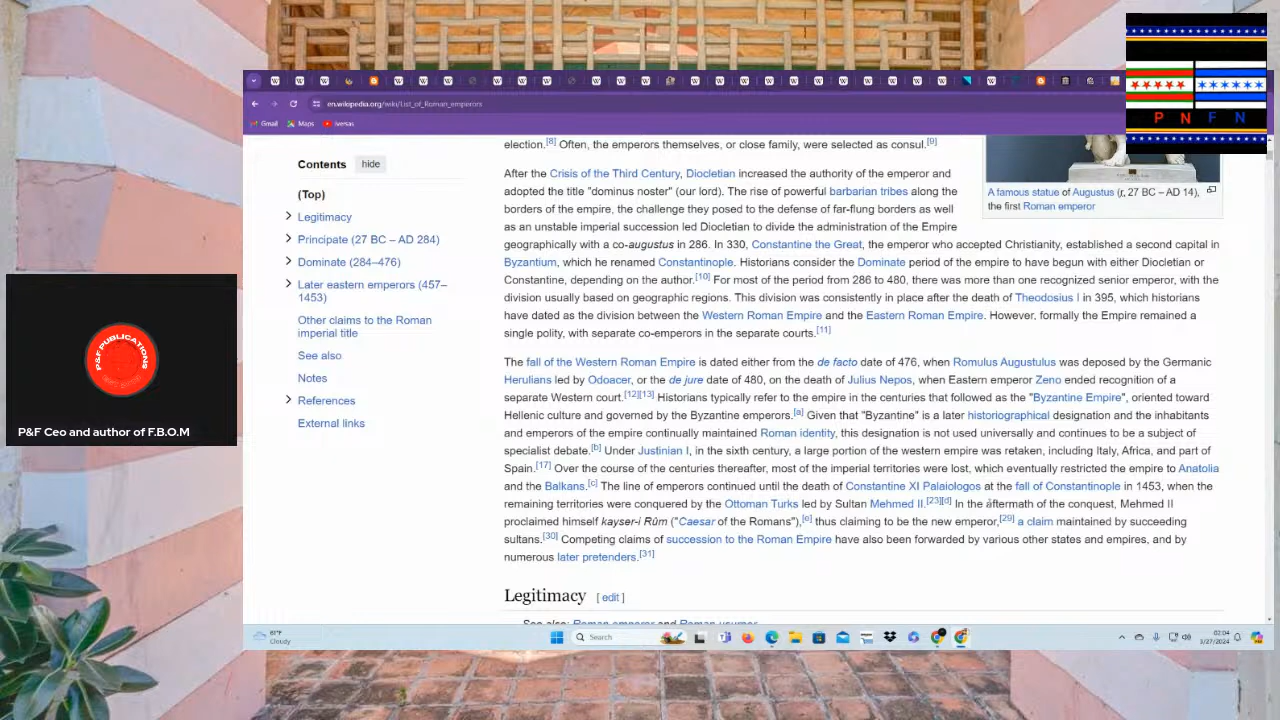 en.wikipedia.org/wiki/List_of_Roman_emperors
Gmail
Maps
P N F N
P&F PUBLICATIONS
P&F Ceo and author of F.B.O.M
Contents hide
(Top)
Legitimacy
Principate (27 BC – AD 284)
Dominate (284–476)
Later eastern emperors (457–
1453)
Other claims to the Roman
imperial title
See also
Notes
References
External links
election.[8] Often, the emperors themselves, or close family, were selected as consul.[9]
After the Crisis of the Third Century, Diocletian increased the authority of the emperor and
adopted the title "dominus noster" (our lord). The rise of powerful barbarian tribes along the
borders of the empire, the challenge they posed to the defense of far-flung borders as well
as an unstable imperial succession led Diocletian to divide the administration of the Empire
geographically with a co-augustus in 286. In 330, Constantine the Great, the emperor who accepted Christianity, established a second capital in
Byzantium, which he renamed Constantinople. Historians consider the Dominate period of the empire to have begun with either Diocletian or
Constantine, depending on the author.[10] For most of the period from 286 to 480, there was more than one recognized senior emperor, with the
division usually based on geographic regions. This division was consistently in place after the death of Theodosius I in 395, which historians
have dated as the division between the Western Roman Empire and the Eastern Roman Empire. However, formally the Empire remained a
single polity, with separate co-emperors in the separate courts.[11]
The fall of the Western Roman Empire is dated either from the de facto date of 476, when Romulus Augustulus was deposed by the Germanic
Herulians led by Odoacer, or the de jure date of 480, on the death of Julius Nepos, when Eastern emperor Zeno ended recognition of a
separate Western court.[12][13] Historians typically refer to the empire in the centuries that followed as the "Byzantine Empire", oriented toward
Hellenic culture and governed by the Byzantine emperors.[a] Given that "Byzantine" is a later historiographical designation and the inhabitants
and emperors of the empire continually maintained Roman identity, this designation is not used universally and continues to be a subject of
specialist debate.[b] Under Justinian I, in the sixth century, a large portion of the western empire was retaken, including Italy, Africa, and part of
Spain.[17] Over the course of the centuries thereafter, most of the imperial territories were lost, which eventually restricted the empire to Anatolia
and the Balkans.[c] The line of emperors continued until the death of Constantine XI Palaiologos at the fall of Constantinople in 1453, when the
remaining territories were conquered by the Ottoman Turks led by Sultan Mehmed II.[23][d] In the aftermath of the conquest, Mehmed II
proclaimed himself kayser-i Rûm ("Caesar of the Romans"),[e] thus claiming to be the new emperor,[29] a claim maintained by succeeding
sultans.[30] Competing claims of succession to the Roman Empire have also been forwarded by various other states and empires, and by
numerous later pretenders.[31]
Legitimacy [ edit ]
See also: Roman emperor and Roman usurper
A famous statue of Augustus (r. 27 BC – AD 14),
the first Roman emperor
61°F
Cloudy
Search
02:04
3/27/2024